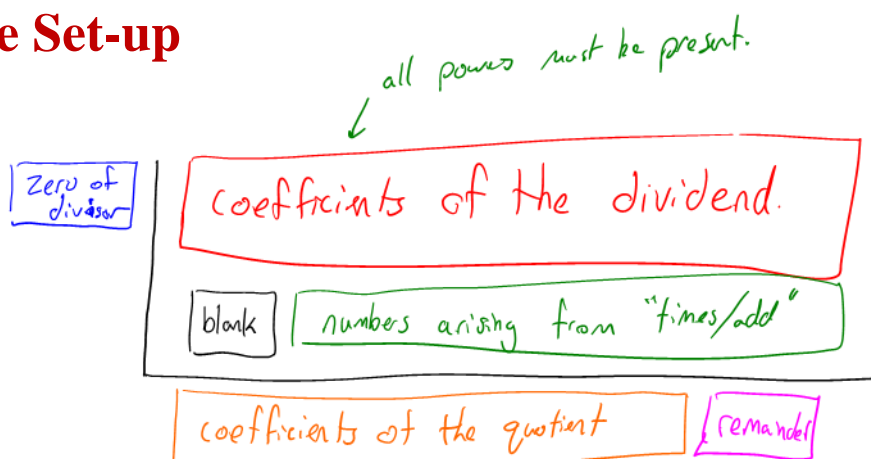 e Set-up
all powers must be present.
zero of
divisor
coefficients of the dividend.
blank
numbers arising from "times/add"
coefficients of the quotient
remainder